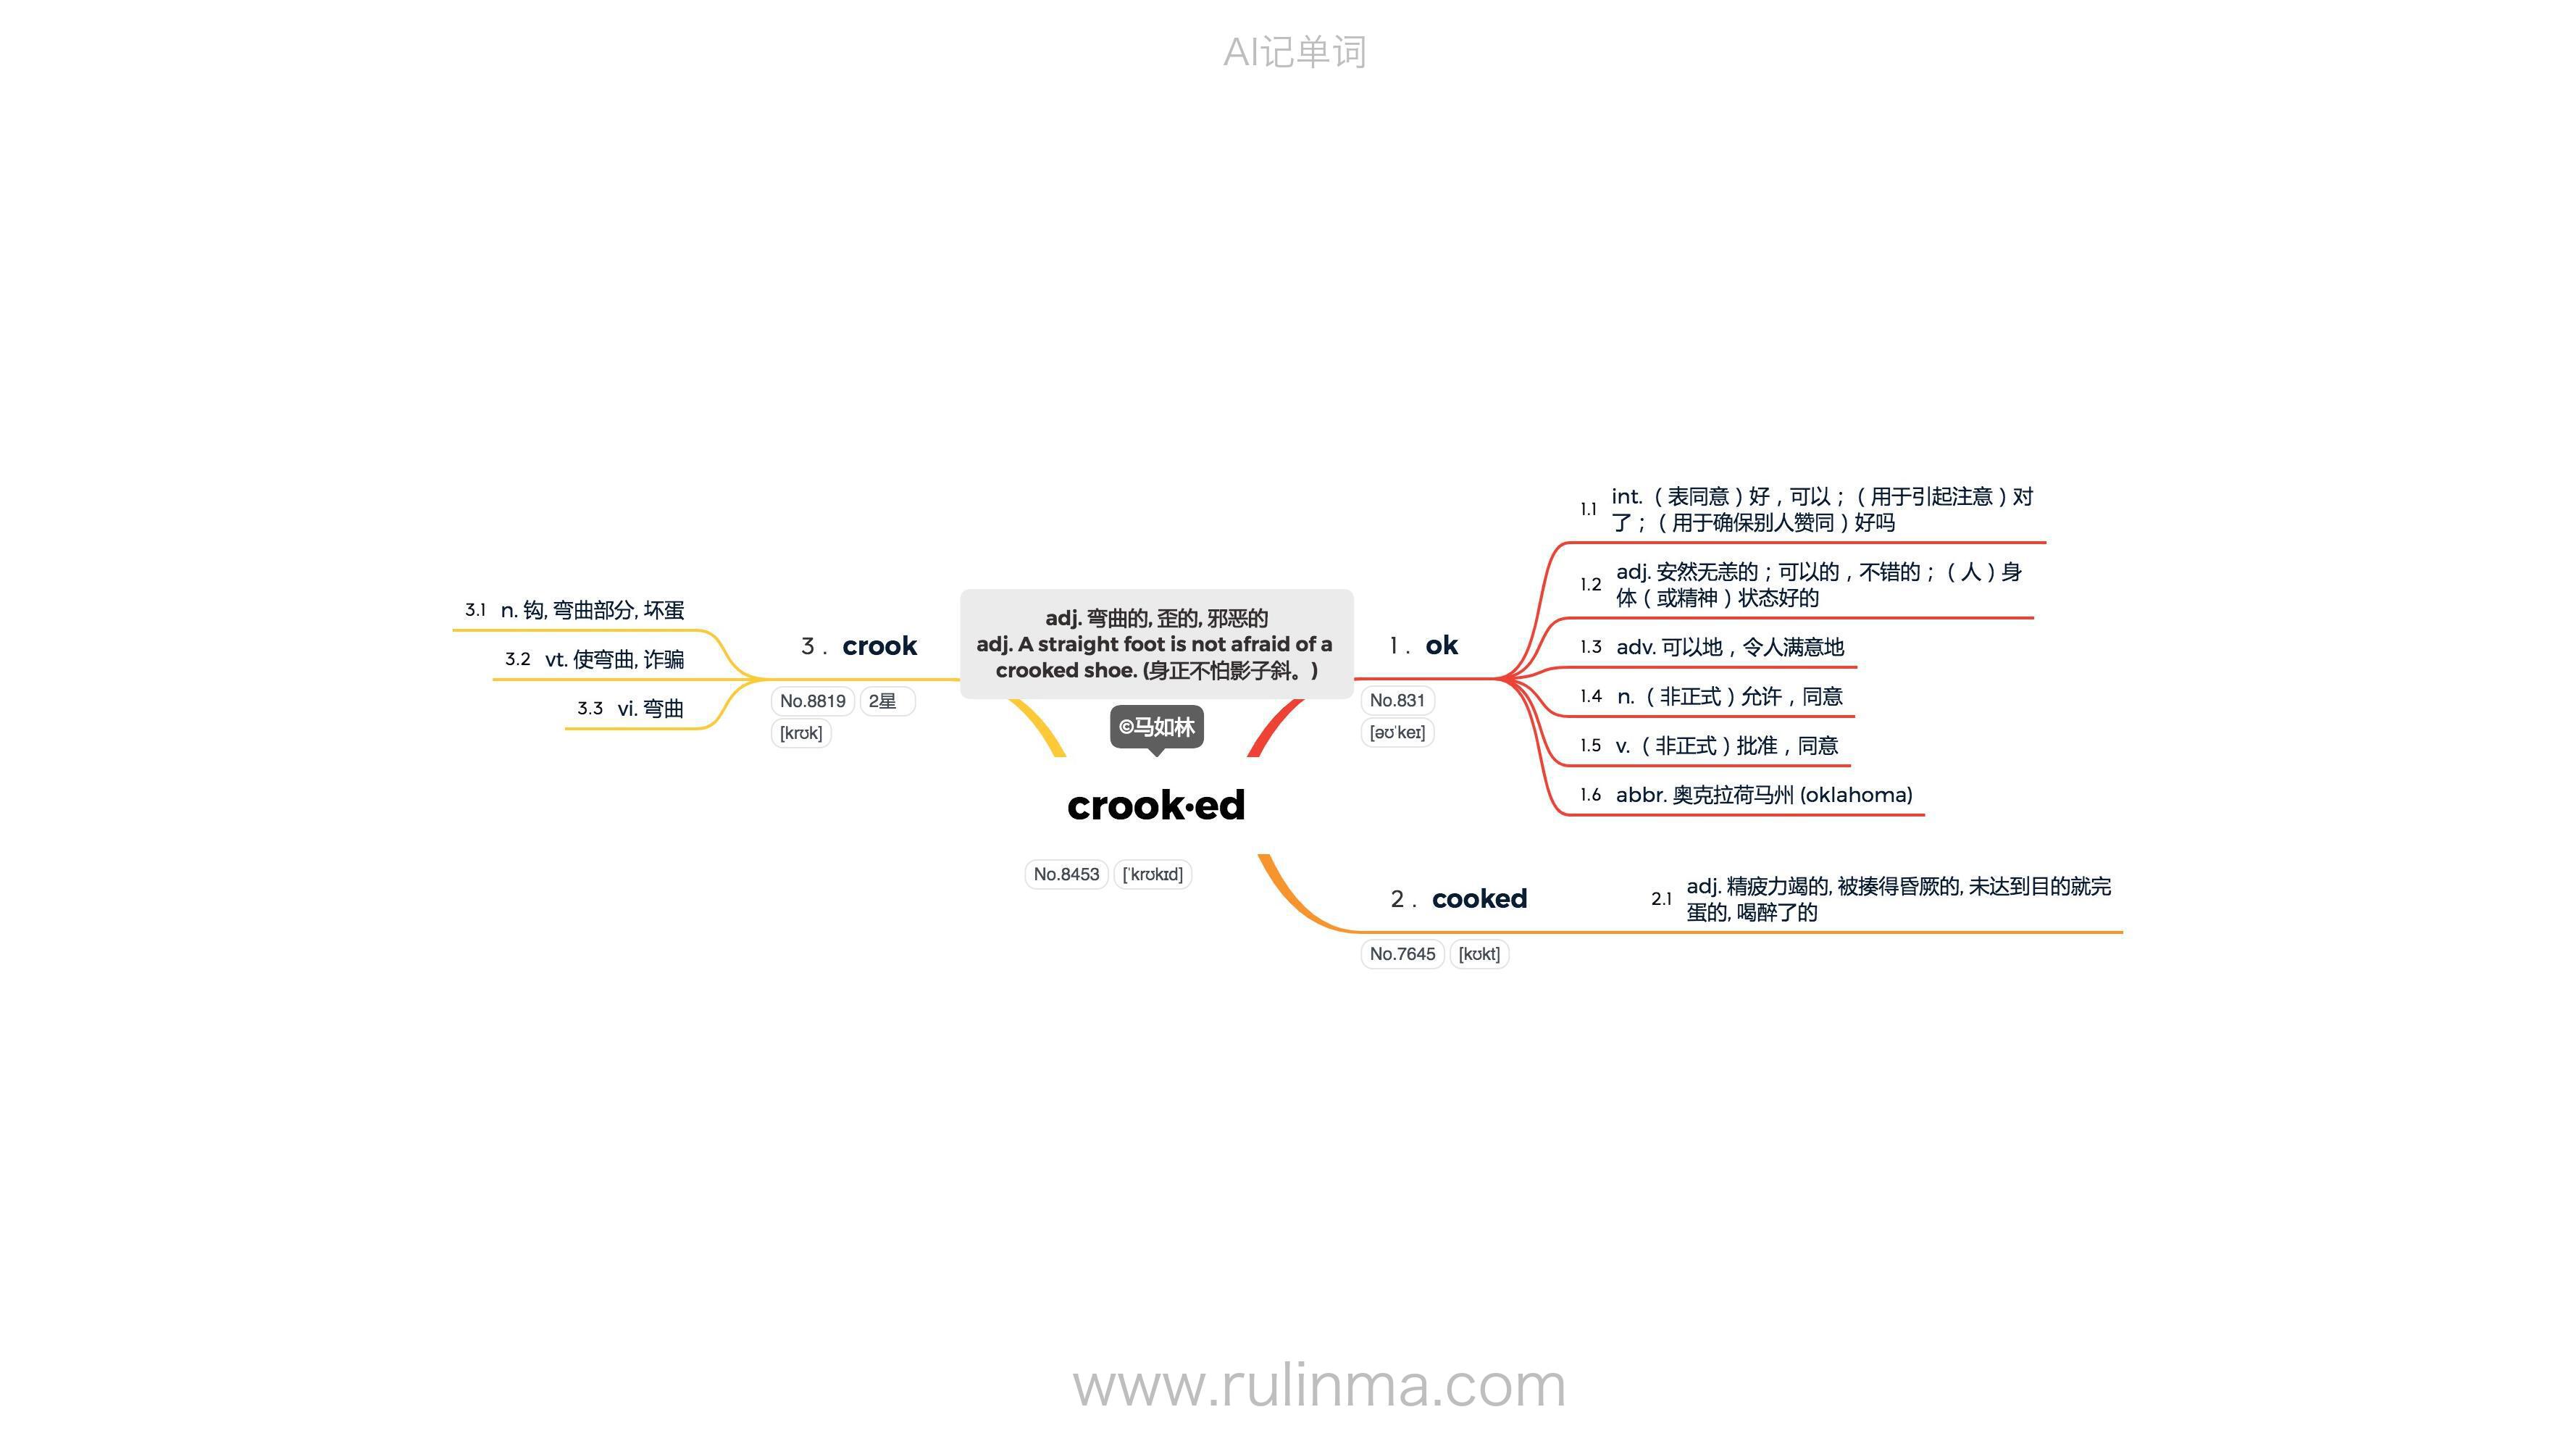 AI记单词
adj. 弯曲的, 歪的, 邪恶的
adj. A straight foot is not afraid of a
crooked shoe. (身正不怕影子斜。)
©马如林
crook·ed
No.8453 [ˈkrʊkɪd]
1. ok
No.831
[əʊˈkeɪ]
1.1 int.（表同意）好，可以；（用于引起注意）对
了；（用于确保别人赞同）好吗
1.2 adj. 安然无恙的；可以的，不错的；（人）身
体（或精神）状态好的
1.3 adv. 可以地，令人满意地
1.4 n.（非正式）允许，同意
1.5 v.（非正式）批准，同意
1.6 abbr. 奥克拉荷马州 (oklahoma)
2. cooked
No.7645 [kʊkt]
2.1 adj. 精疲力竭的, 被揍得昏厥的, 未达到目的就完
蛋的, 喝醉了的
3. crook
No.8819 2星
[krʊk]
3.1 n. 钩, 弯曲部分, 坏蛋
3.2 vt. 使弯曲, 诈骗
3.3 vi. 弯曲
www.rulinma.com